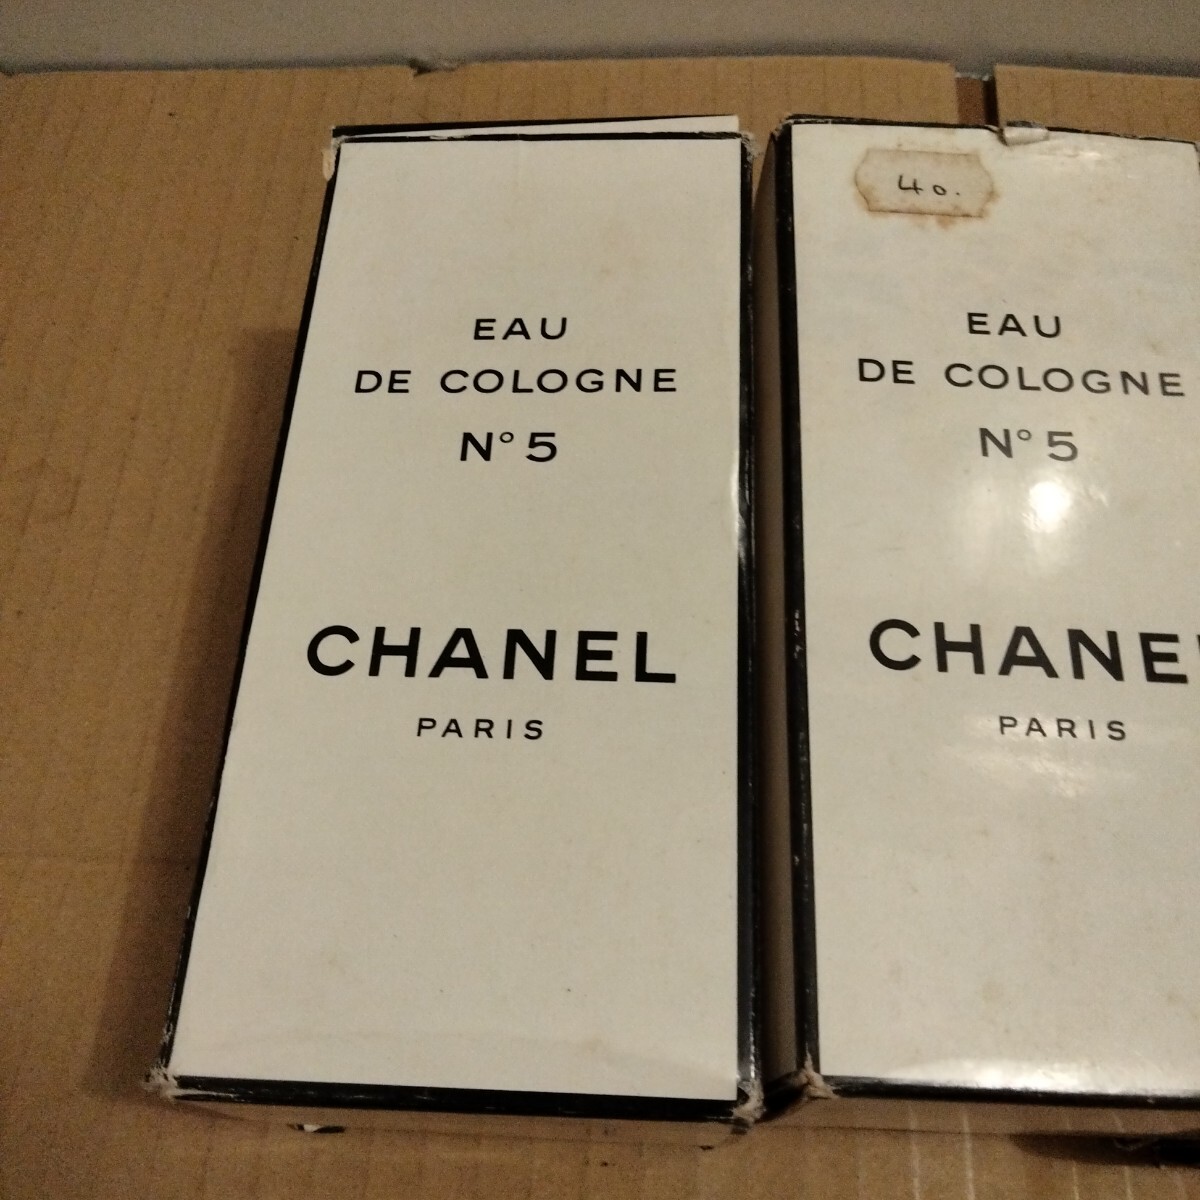 EAU
DE COLOGNE
N° 5
CHANEL
PARIS
40.
EAU
DE COLOGNE
N° 5
CHANE
PARIS